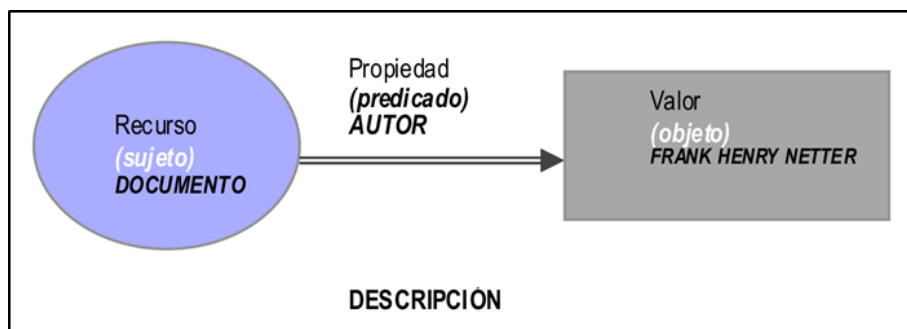 Recurso
(sujeto)
DOCUMENTO
Propiedad
(predicado)
AUTOR
Valor
(objeto)
FRANK HENRY NETTER
DESCRIPCIÓN